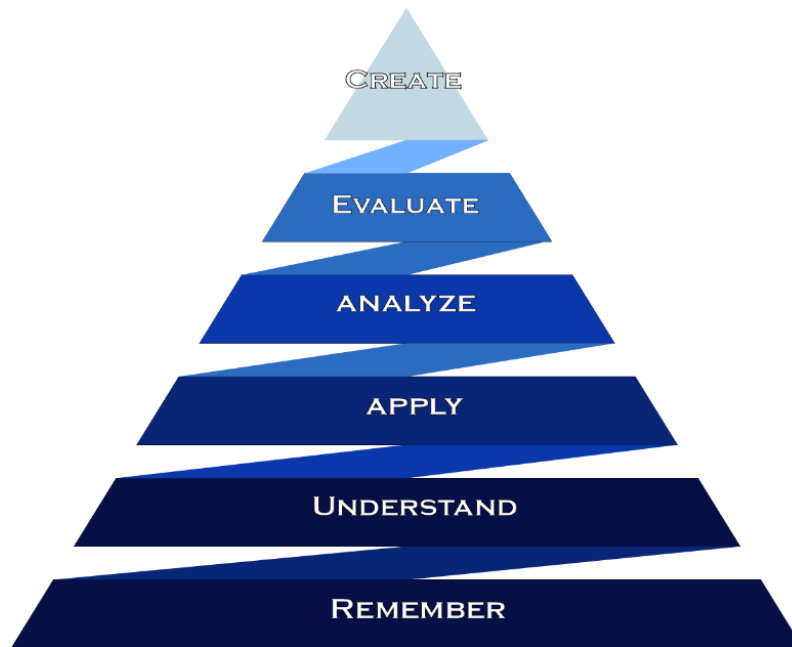 Create
Evaluate
ANALYZE
APPLY
Understand
Remember